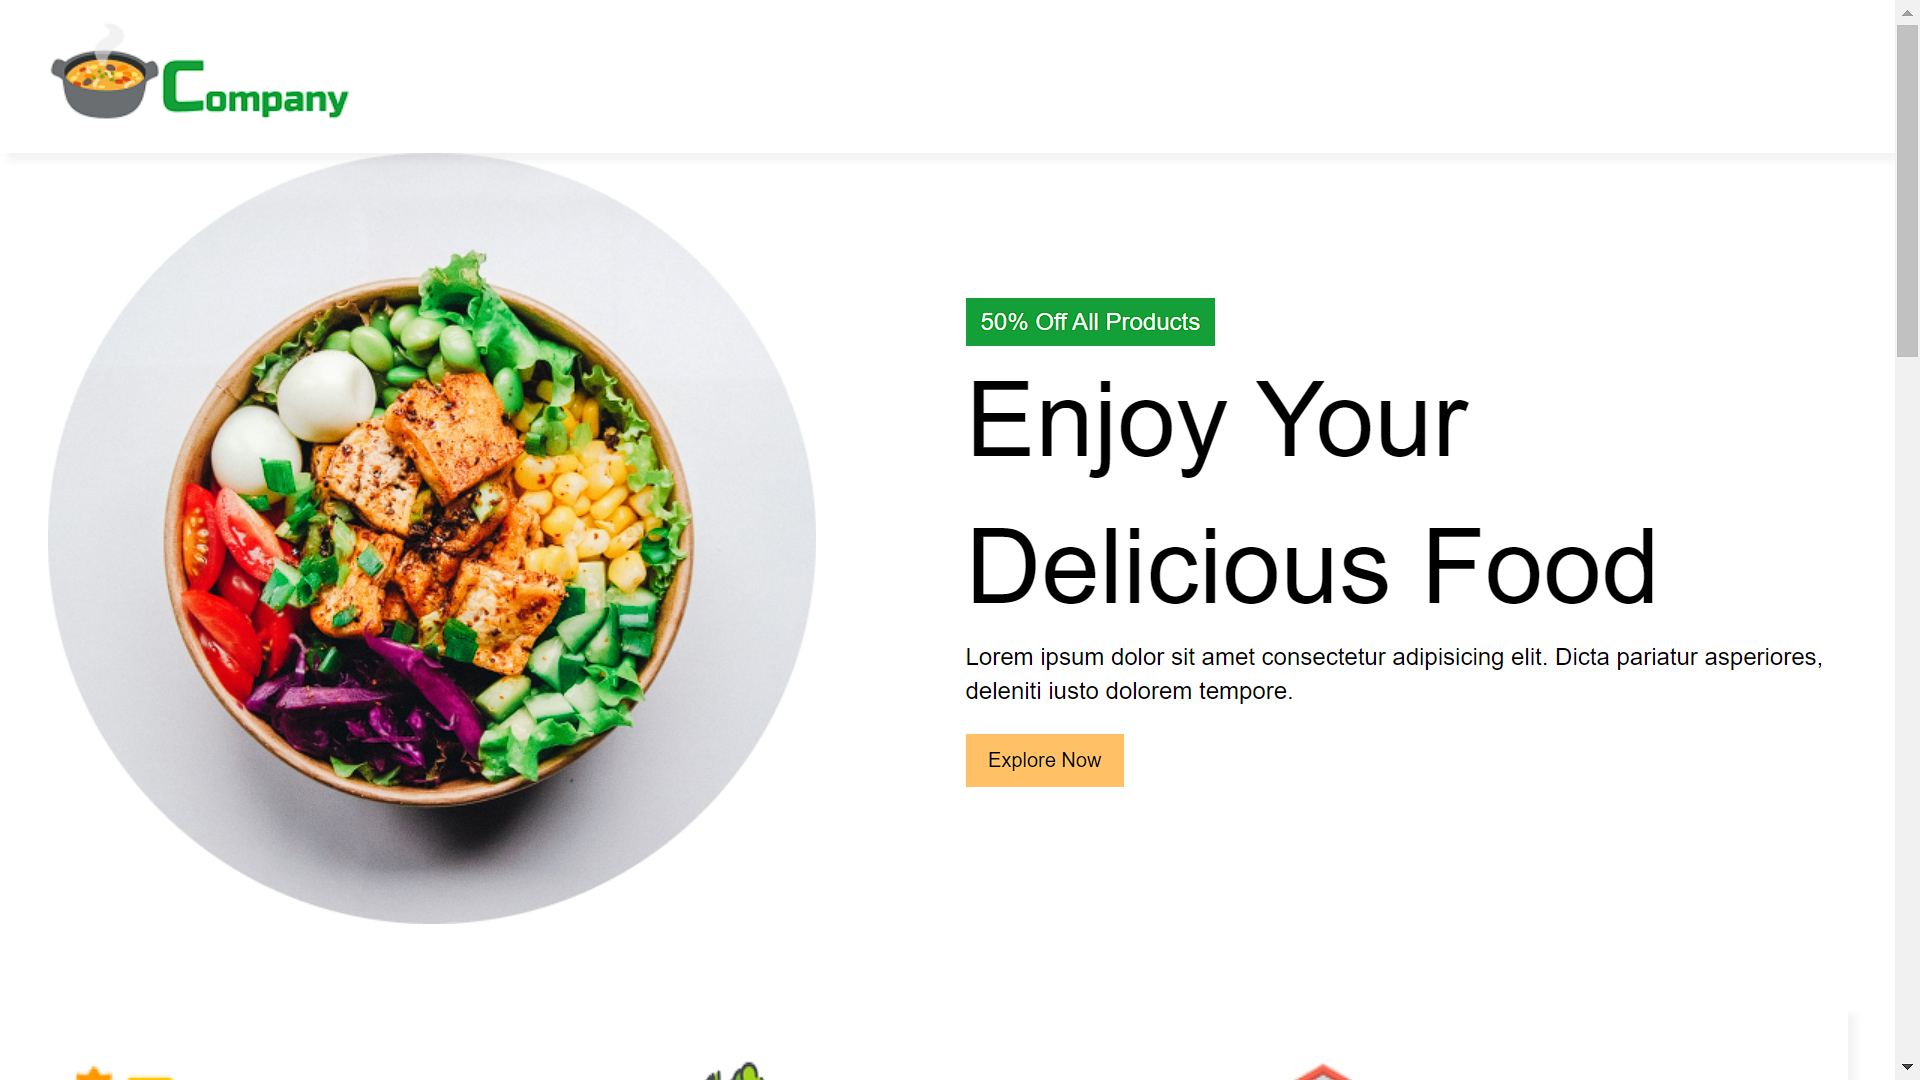 Company
50% Off All Products
Enjoy Your
Delicious Food
Lorem ipsum dolor sit amet consectetur adipisicing elit. Dicta pariatur asperiores,
deleniti iusto dolorem tempore.
Explore Now